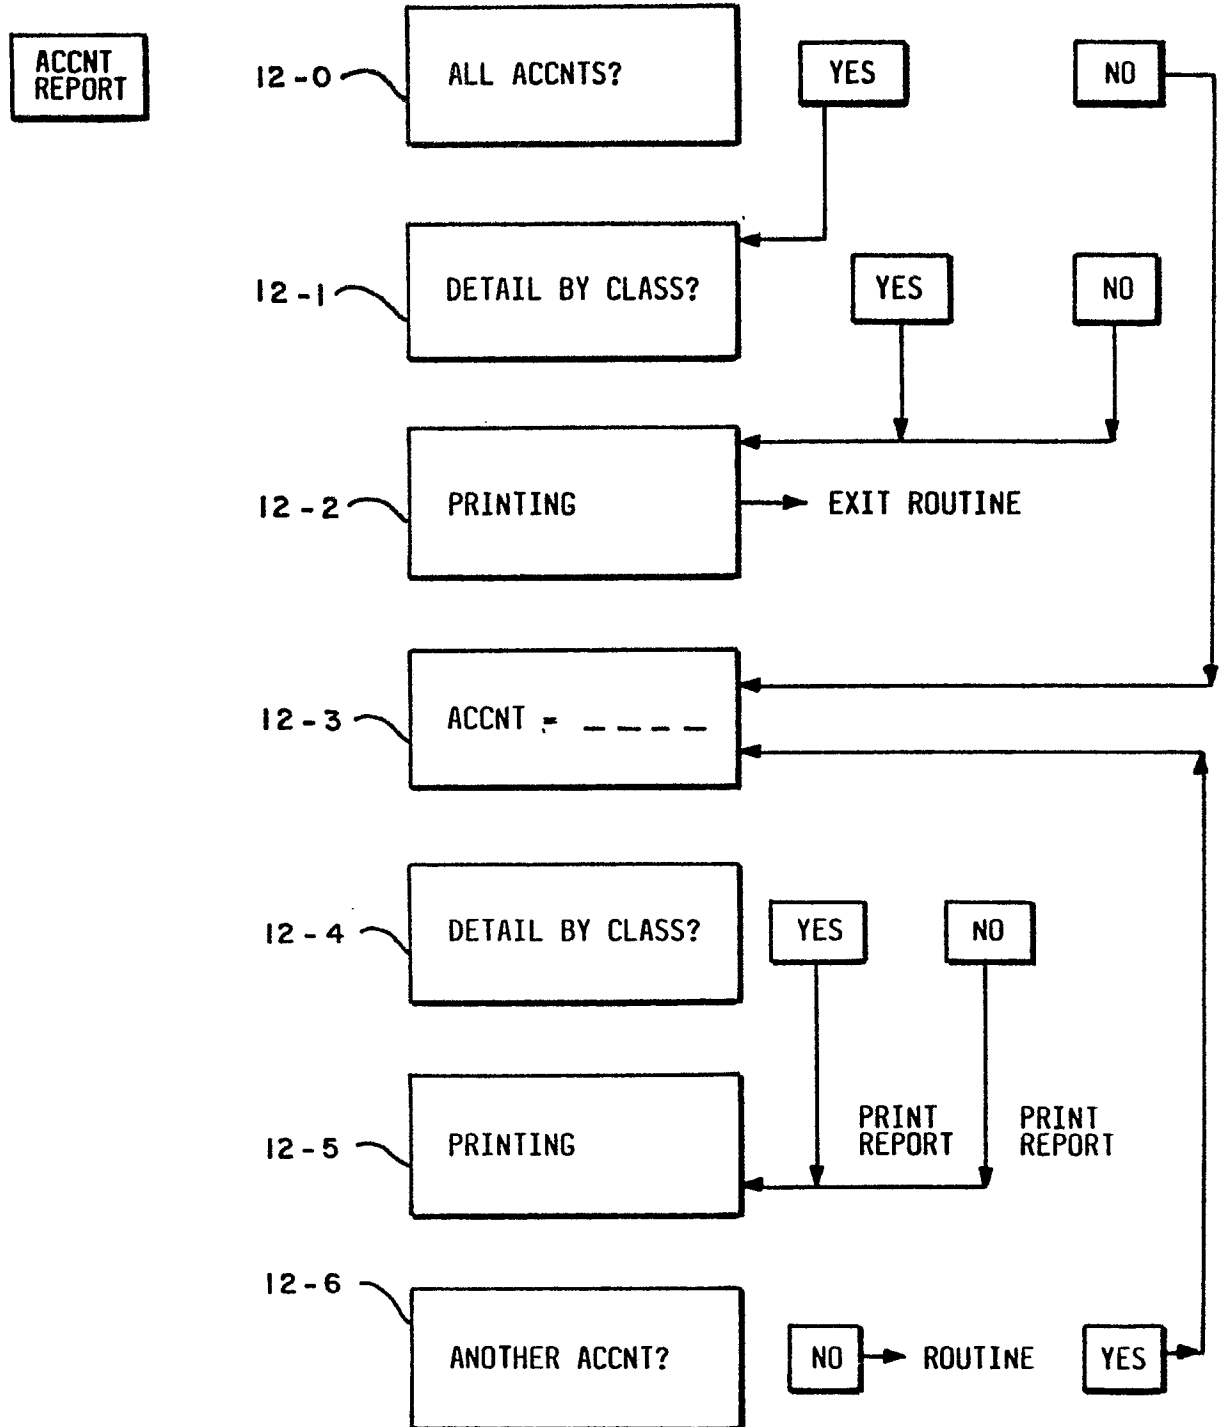 ACCNT
REPORT
12-0
ALL ACCNTS?
YES
NO
12-1
DETAIL BY CLASS?
YES
NO
12-2
PRINTING
EXIT ROUTINE
12-3
ACCNT = _ _ _ _
12-4
DETAIL BY CLASS?
YES
NO
12-5
PRINTING
PRINT
REPORT
PRINT
REPORT
12-6
ANOTHER ACCNT?
NO
ROUTINE
YES